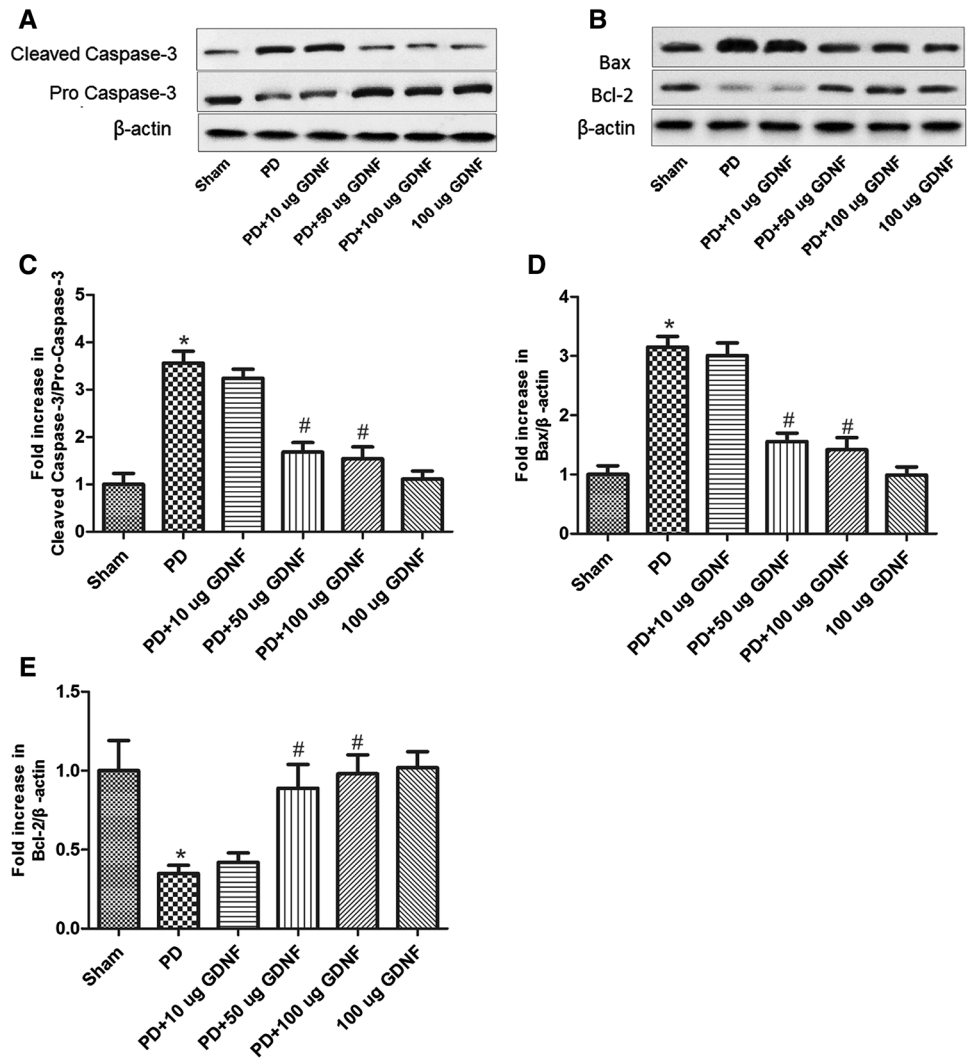 A
Cleaved Caspase-3
Pro Caspase-3
β-actin
Sham
PD
PD+10 ug GDNF
PD+50 ug GDNF
PD+100 ug GDNF
100 ug GDNF
B
Bax
Bcl-2
β-actin
Sham
PD
PD+10 ug GDNF
PD+50 ug GDNF
PD+100 ug GDNF
100 ug GDNF
C
Fold increase in
Cleaved Caspase-3/Pro-Caspase-3
5
4
3
2
1
0
*
#
#
Sham
PD
PD+10 ug GDNF
PD+50 ug GDNF
PD+100 ug GDNF
100 ug GDNF
D
Fold increase in
Bax/β -actin
4
3
2
1
0
*
#
#
Sham
PD
PD+10 ug GDNF
PD+50 ug GDNF
PD+100 ug GDNF
100 ug GDNF
E
Fold increase in
Bcl-2/β -actin
1.5
1.0
0.5
0.0
*
#
#
Sham
PD
PD+10 ug GDNF
PD+50 ug GDNF
PD+100 ug GDNF
100 ug GDNF